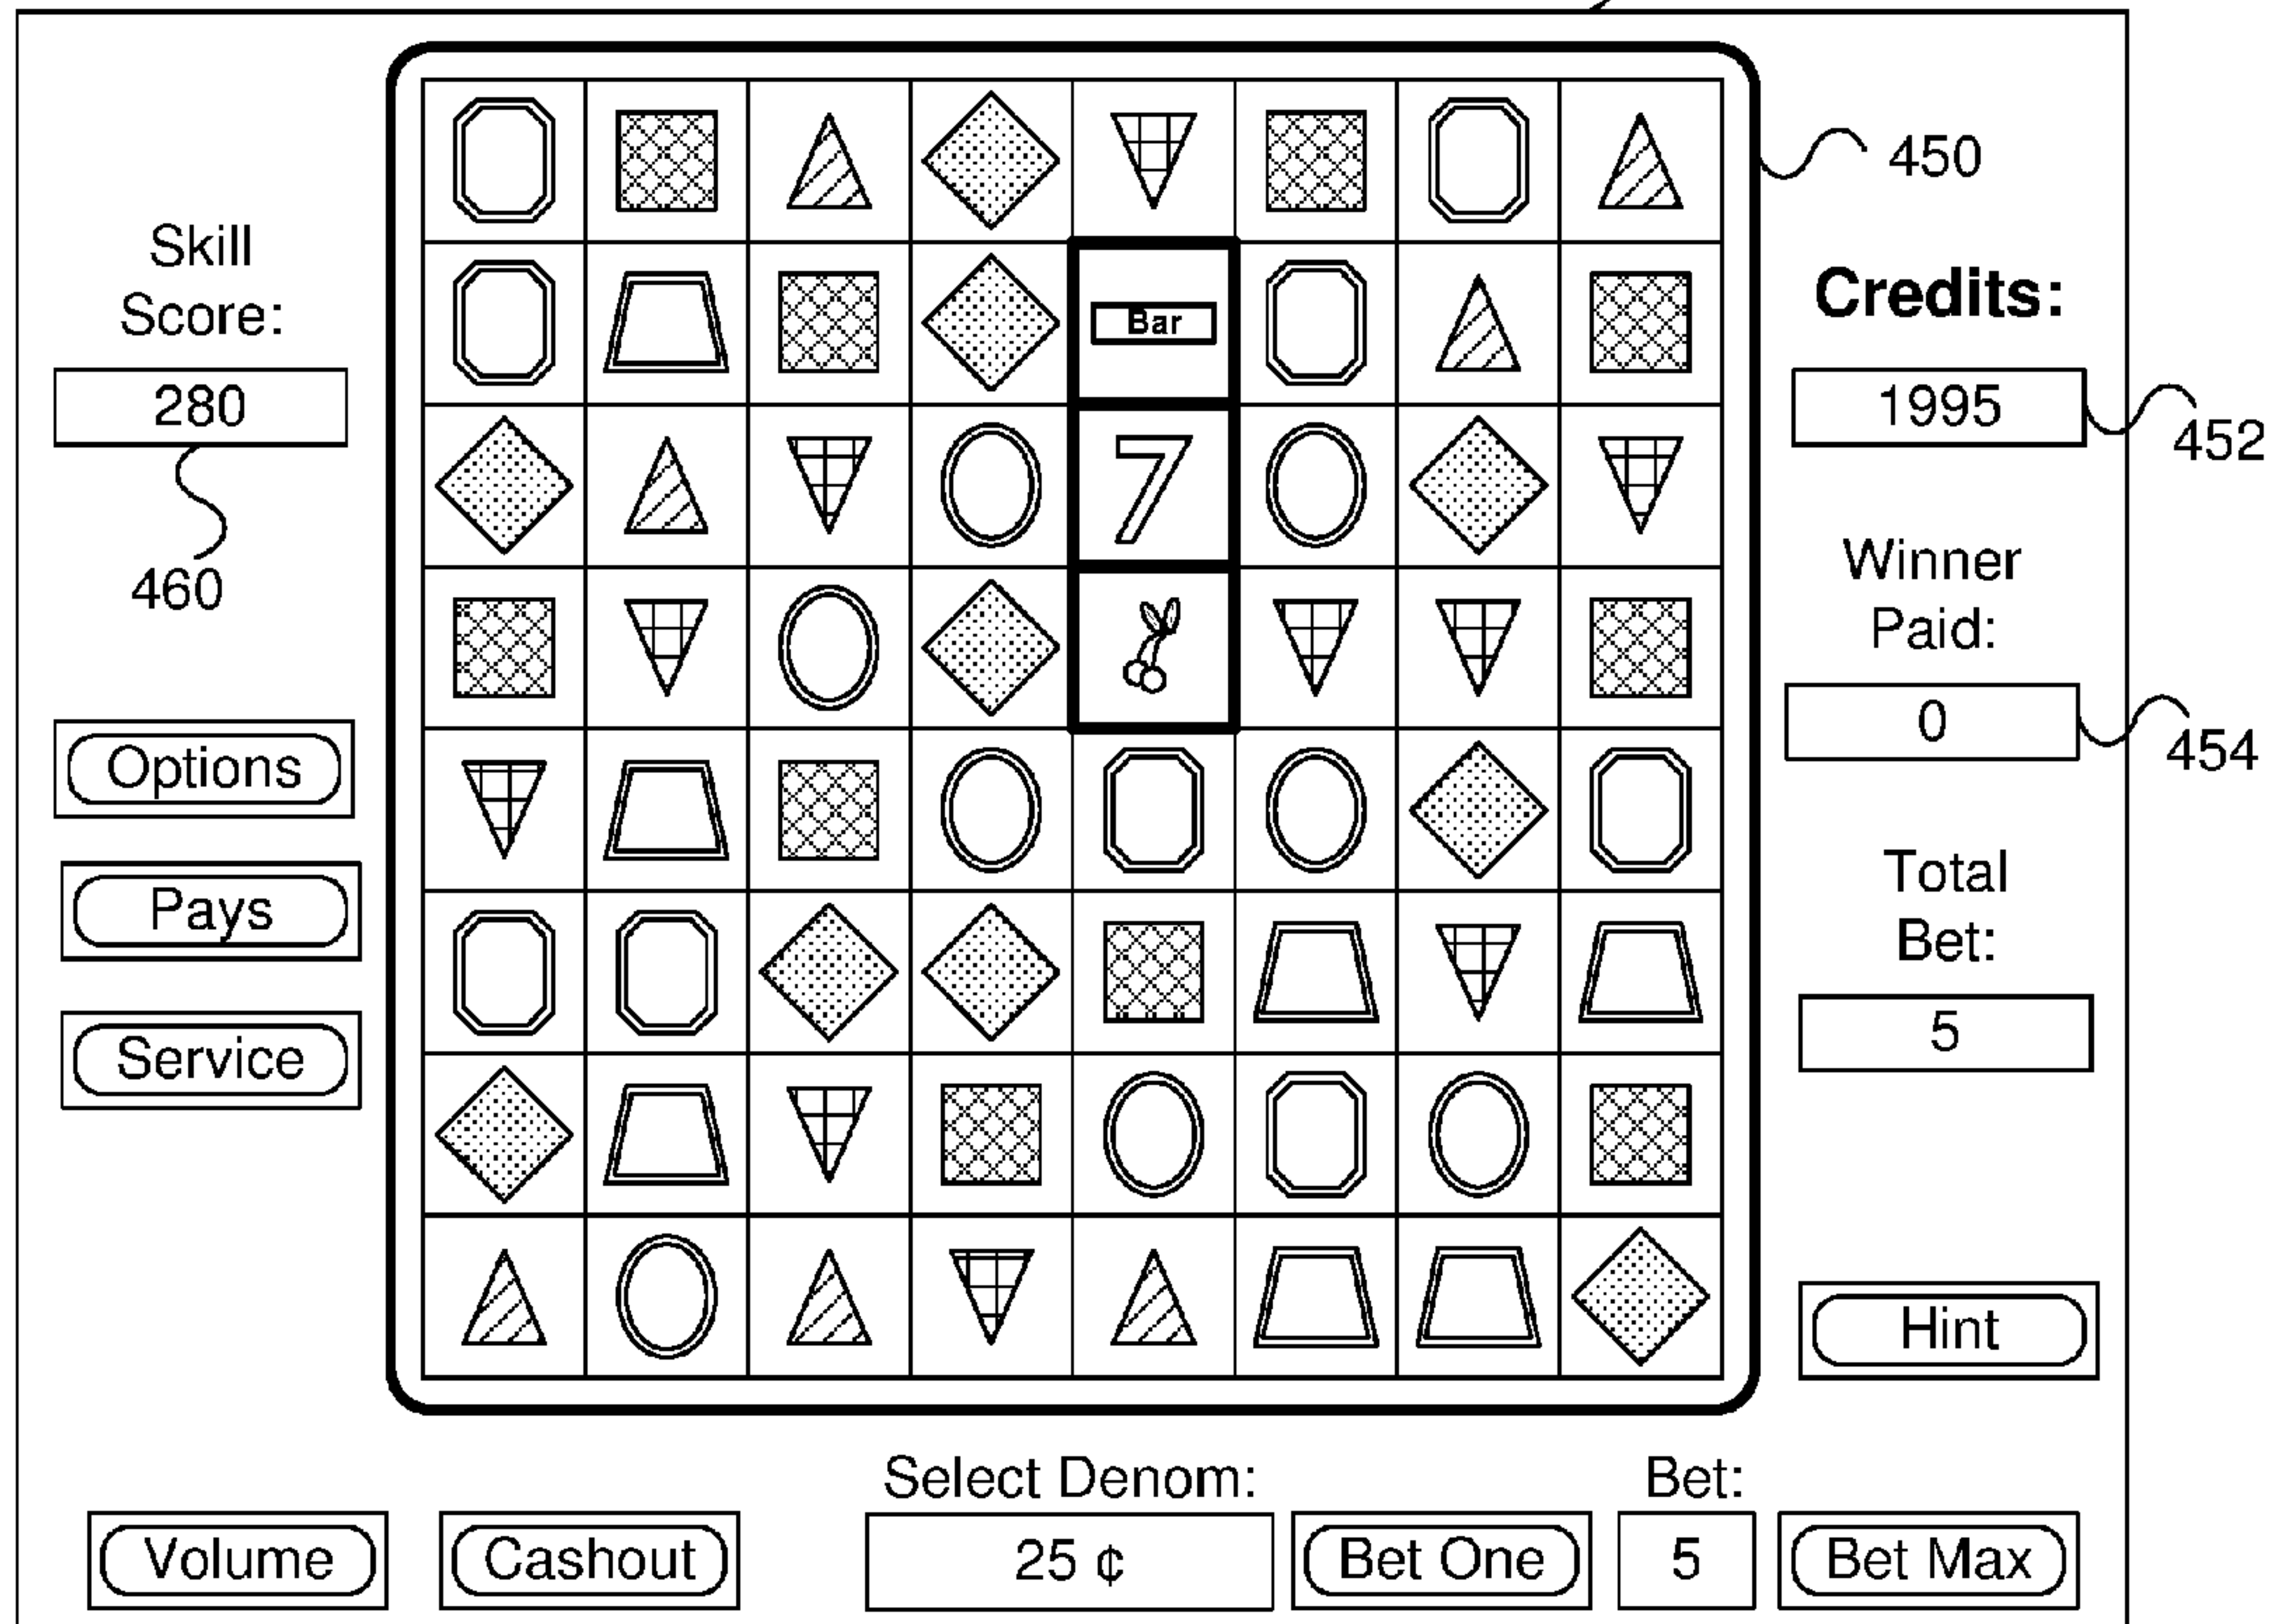 450
Skill
Score:
280
460
Bar
7
Credits:
1995
452
Winner
Paid:
0
454
Options
Pays
Service
Total
Bet:
5
Hint
Select Denom:
Bet:
Volume
Cashout
25 ¢
Bet One
5
Bet Max